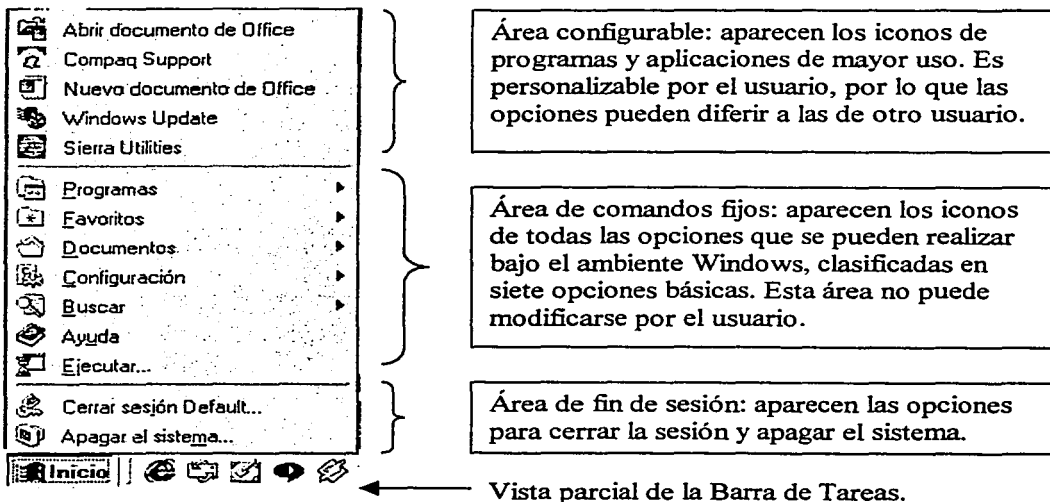 Abrir documento de Office
Compaq Support
Nuevo documento de Office
Windows Update
Sierra Utilities
Programas
Favoritos
Documentos
Configuración
Buscar
Ayuda
Ejecutar...
Cerrar sesión Default...
Apagar el sistema...
Inicio
Área configurable: aparecen los iconos de
programas y aplicaciones de mayor uso. Es
personalizable por el usuario, por lo que las
opciones pueden diferir a las de otro usuario.
Área de comandos fijos: aparecen los iconos
de todas las opciones que se pueden realizar
bajo el ambiente Windows, clasificadas en
siete opciones básicas. Esta área no puede
modificarse por el usuario.
Área de fin de sesión: aparecen las opciones
para cerrar la sesión y apagar el sistema.
Vista parcial de la Barra de Tareas.